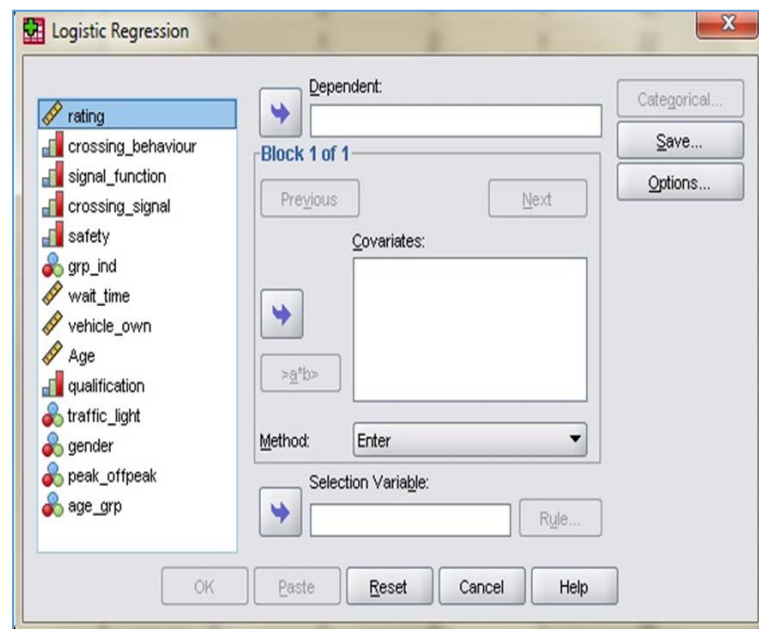 Logistic Regression
rating
crossing_behaviour
signal_function
crossing_signal
safety
grp_ind
wait_time
vehicle_own
Age
qualification
traffic_light
gender
peak_offpeak
age_grp
Dependent:
Block 1 of 1
Previous
Next
Covariates:
>a*b>
Method:
Enter
Selection Variable:
Rule...
Categorical...
Save...
Options...
OK
Paste
Reset
Cancel
Help